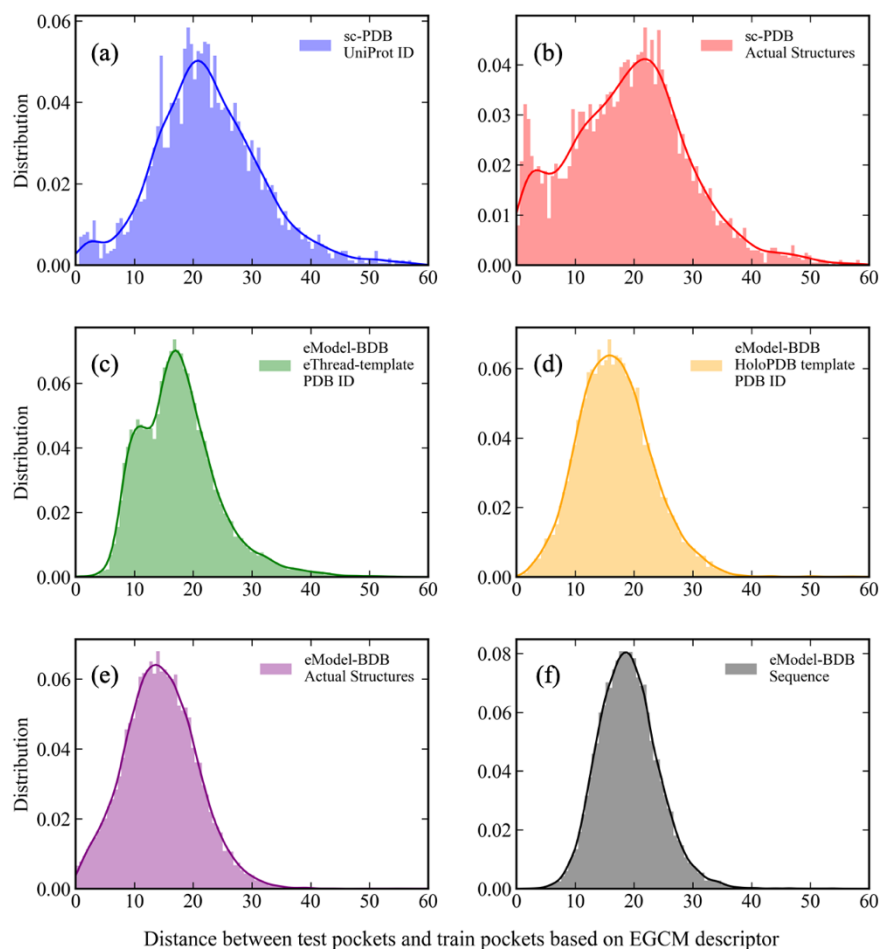 (a)
sc-PDB
UniProt ID
Distribution
0.06
0.04
0.02
0.00
0 10 20 30 40 50 60
(b)
sc-PDB
Actual Structures
0.04
0.03
0.02
0.01
0.00
0 10 20 30 40 50 60
(c)
eModel-BDB
eThread-template
PDB ID
Distribution
0.06
0.04
0.02
0.00
0 10 20 30 40 50 60
(d)
eModel-BDB
HoloPDB template
PDB ID
0.06
0.04
0.02
0.00
0 10 20 30 40 50 60
(e)
eModel-BDB
Actual Structures
Distribution
0.06
0.04
0.02
0.00
0 10 20 30 40 50 60
(f)
eModel-BDB
Sequence
0.08
0.06
0.04
0.02
0.00
0 10 20 30 40 50 60
Distance between test pockets and train pockets based on EGCM descriptor